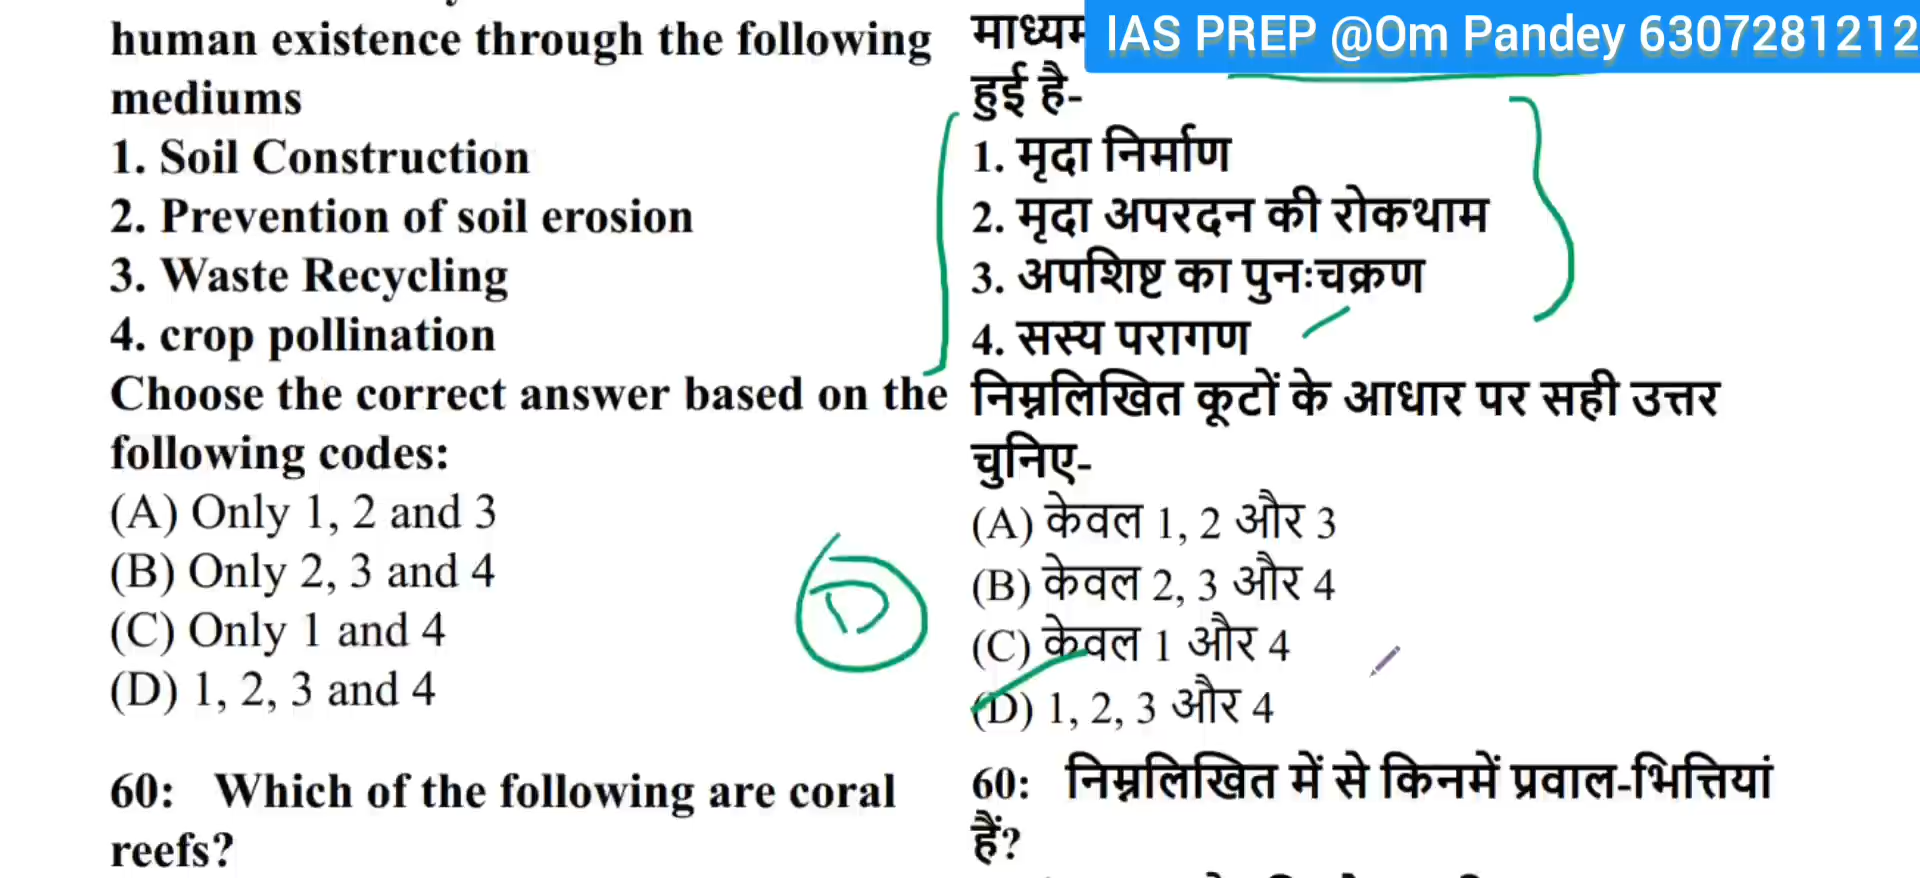 IAS PREP @Om Pandey 6307281212
human existence through the following
mediums
1. Soil Construction
2. Prevention of soil erosion
3. Waste Recycling
4. crop pollination
Choose the correct answer based on the
following codes:
(A) Only 1, 2 and 3
(B) Only 2, 3 and 4
(C) Only 1 and 4
(D) 1, 2, 3 and 4
D
60: Which of the following are coral
reefs?
हुई है-
1. मृदा निर्माण
2. मृदा अपरदन की रोकथाम
3. अपशिष्ट का पुनःचक्रण
4. सस्य परागण
निम्नलिखित कूटों के आधार पर सही उत्तर
चुनिए-
(A) केवल 1, 2 और 3
(B) केवल 2, 3 और 4
(C) केवल 1 और 4
(D) 1, 2, 3 और 4
60: निम्नलिखित में से किनमें प्रवाल-भित्तियां
हैं?